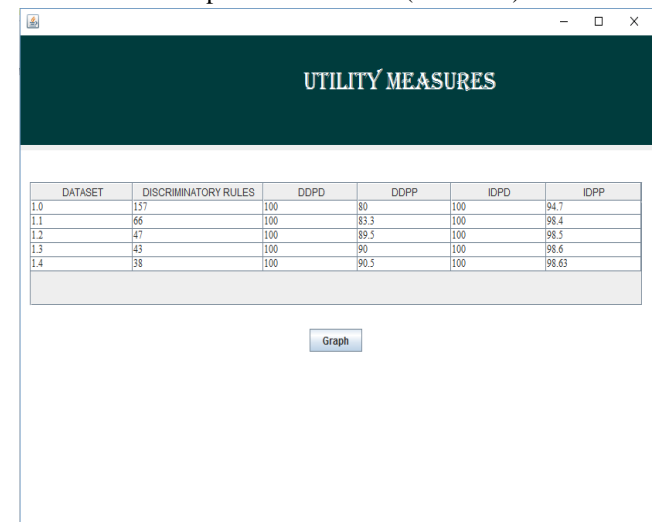 UTILITY MEASURES
DATASET DISCRIMINATORY RULES DDPD DDPP IDPD IDPP
1.0 157 100 80 100 94.7
1.1 66 100 83.3 100 98.4
1.2 47 100 89.5 100 98.5
1.3 43 100 90 100 98.6
1.4 38 100 90.5 100 98.63
Graph